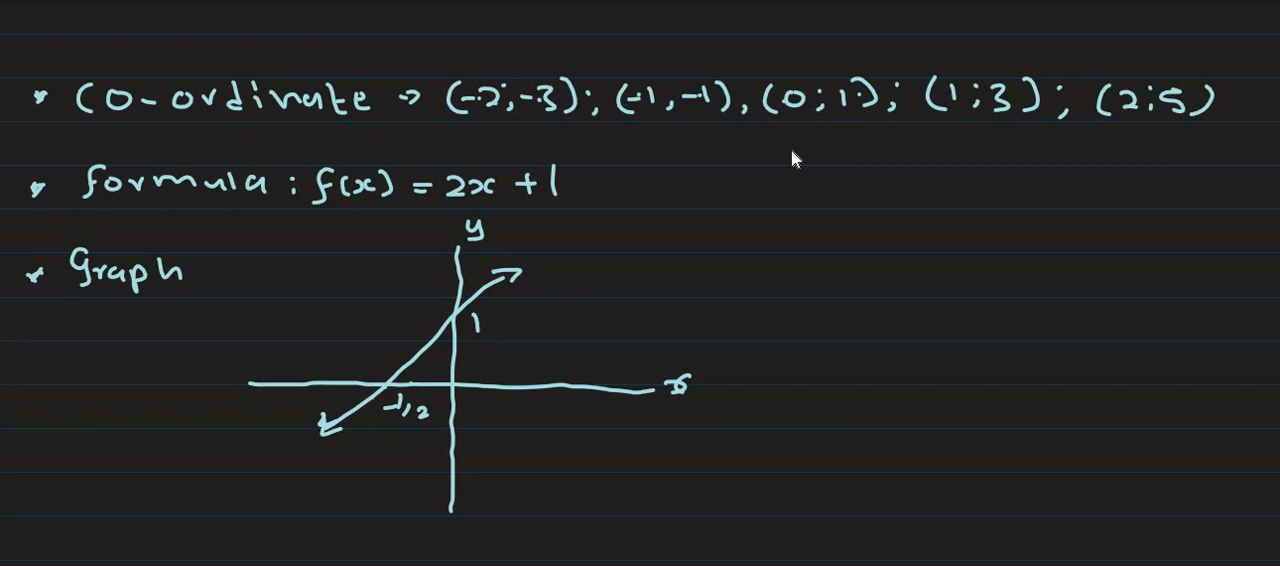 * Co-ordinate → (-2;-3); (-1,-1), (0;1); (1;3); (2;5)
* formula : f(x) = 2x + 1
y
* Graph
1
x
-1/2